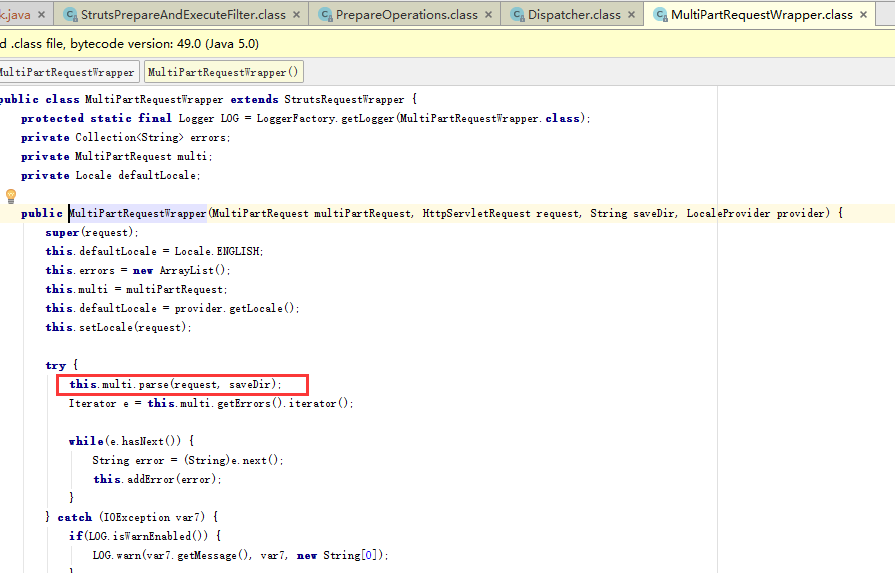 k.java × StrutsPrepareAndExecuteFilter.class × PrepareOperations.class × Dispatcher.class × MultiPartRequestWrapper.class ×
d .class file, bytecode version: 49.0 (Java 5.0)
MultiPartRequestWrapper MultiPartRequestWrapper()
public class MultiPartRequestWrapper extends StrutsRequestWrapper {
protected static final Logger LOG = LoggerFactory.getLogger(MultiPartRequestWrapper.class);
private Collection<String> errors;
private MultiPartRequest multi;
private Locale defaultLocale;
public MultiPartRequestWrapper(MultiPartRequest multiPartRequest, HttpServletRequest request, String saveDir, LocaleProvider provider) {
super(request);
this.defaultLocale = Locale.ENGLISH;
this.errors = new ArrayList();
this.multi = multiPartRequest;
this.defaultLocale = provider.getLocale();
this.setLocale(request);
try {
this.multi.parse(request, saveDir);
Iterator e = this.multi.getErrors().iterator();
while(e.hasNext()) {
String error = (String)e.next();
this.addError(error);
}
} catch (IOException var7) {
if(LOG.isWarnEnabled()) {
LOG.warn(var7.getMessage(), var7, new String[0]);
}